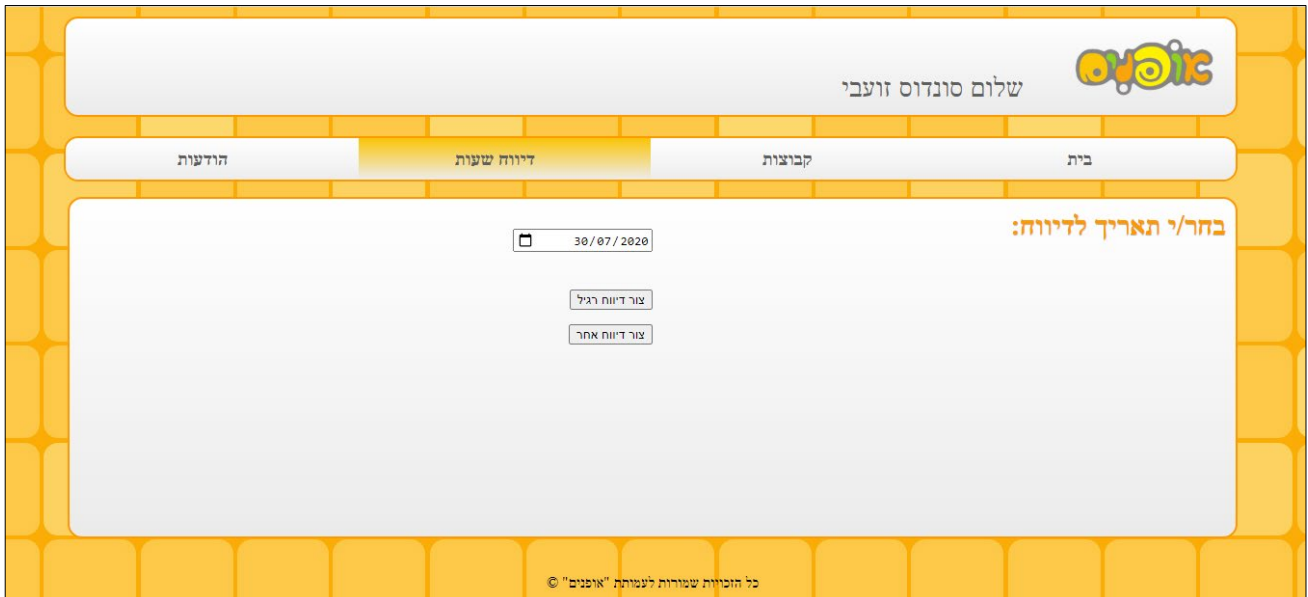 אופנים
שלום סונדוס זועבי
בית
קבוצות
דיווח שעות
הודעות
בחר/י תאריך לדיווח:
30/07/2020
צור דיווח רגיל
צור דיווח אחר
כל הזכויות שמורות לעמותת "אופנים" ©